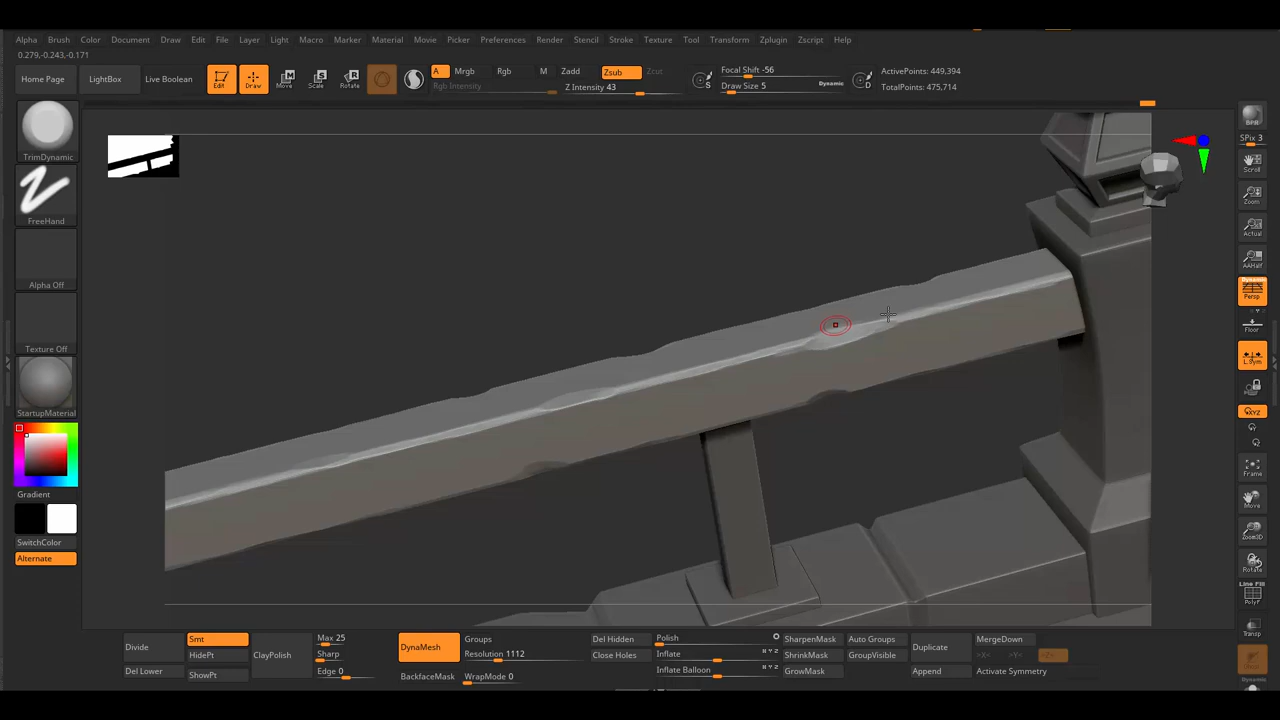 Alpha Brush Color Document Draw Edit File Layer Light Macro Marker Material Movie Picker Preferences Render Stencil Stroke Texture Tool Transform Zplugin Zscript Help
0.279,-0.243,-0.171
Home Page LightBox Live Boolean Edit Draw Move Scale Rotate A Mrgb Rgb M Zadd Zsub Zcut Focal Shift -56 ActivePoints: 449,394
Rgb Intensity Z Intensity 43 S Draw Size 5 Dynamic D TotalPoints: 475,714
TrimDynamic
FreeHand
Alpha Off
Texture Off
StartupMaterial
Gradient
SwitchColor
Alternate
BPR
SPix 3
Scroll
Zoom
Actual
AAHalf
Dynamic
Persp
Floor
L.Sym
XYZ
Frame
Move
Zoom3D
Rotate
Line Fill
PolyF
Transp
Dynamic
Divide Smt Max 25 ClayPolish DynaMesh Groups Del Hidden Polish SharpenMask Auto Groups Duplicate MergeDown
HidePt Sharp Resolution 1112 Close Holes Inflate X Y Z ShrinkMask GroupVisible >X< >Y< >Z<
Del Lower ShowPt Edge 0 BackfaceMask WrapMode 0 Inflate Balloon X Y Z GrowMask Append Activate Symmetry